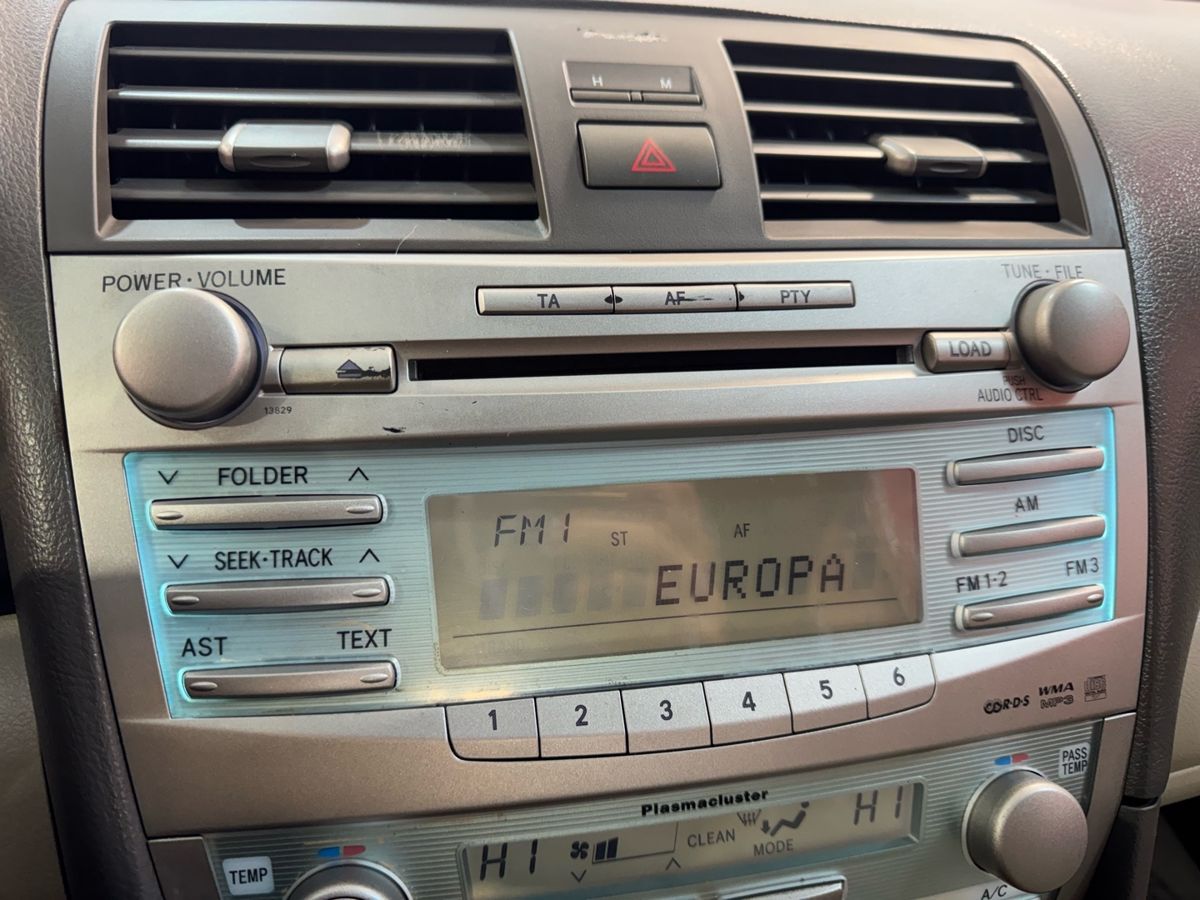 H M
POWER·VOLUME
TUNE·FILE
TA AF PTY
LOAD
PUSH
AUDIO CTRL
13829
DISC
FOLDER
AM
FM1 ST AF
SEEK·TRACK
EUROPA
FM1-2 FM3
AST TEXT
1 2 3 4 5 6
R·D·S WMA
MP3
PASS
TEMP
Plasmacluster
TEMP
HI CLEAN MODE HI
A/C